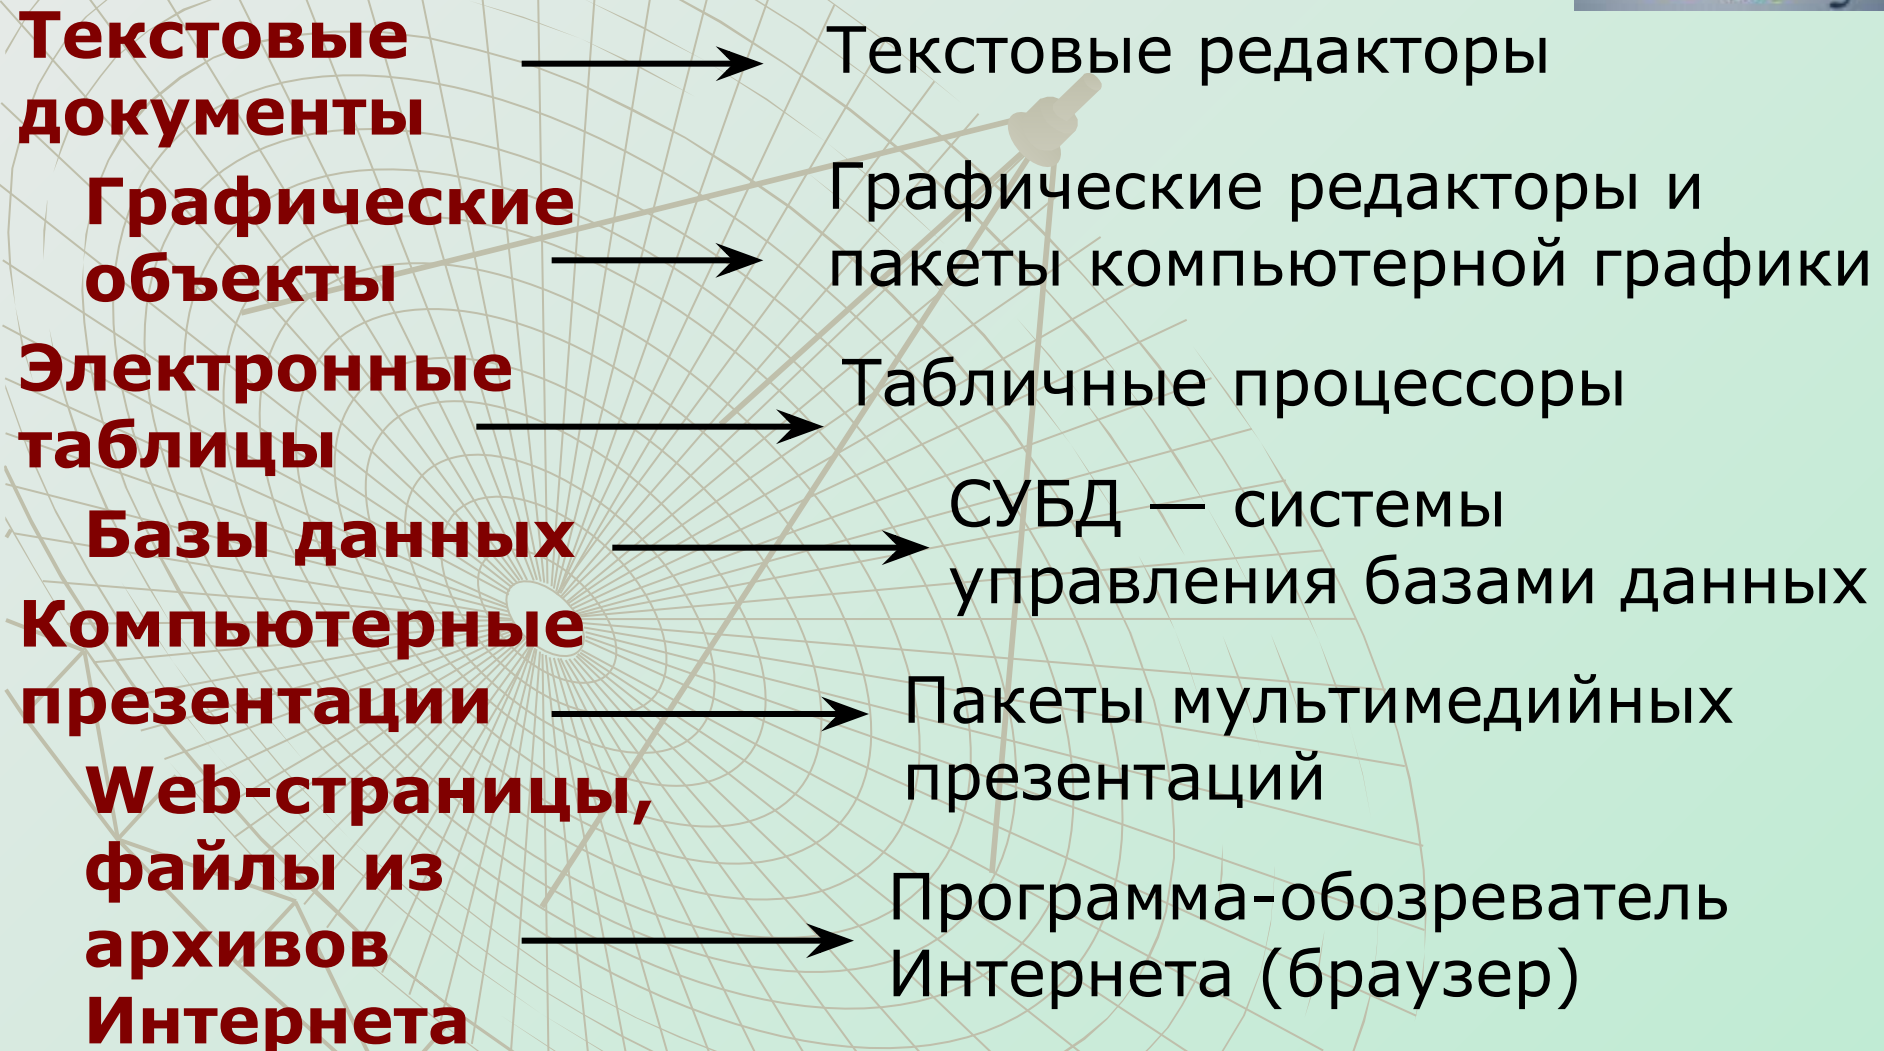 Текстовые
документы
Текстовые редакторы
Графические
объекты
Графические редакторы и
пакеты компьютерной графики
Электронные
таблицы
Табличные процессоры
Базы данных
СУБД — системы
управления базами данных
Компьютерные
презентации
Пакеты мультимедийных
презентаций
Web-страницы,
файлы из
архивов
Интернета
Программа-обозреватель
Интернета (браузер)